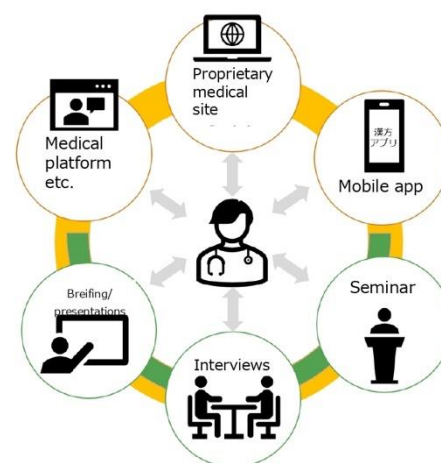 Proprietary
medical
site
Medical
platform
etc.
漢方
アプリ
Mobile app
Breifing/
presentations
Seminar
Interviews